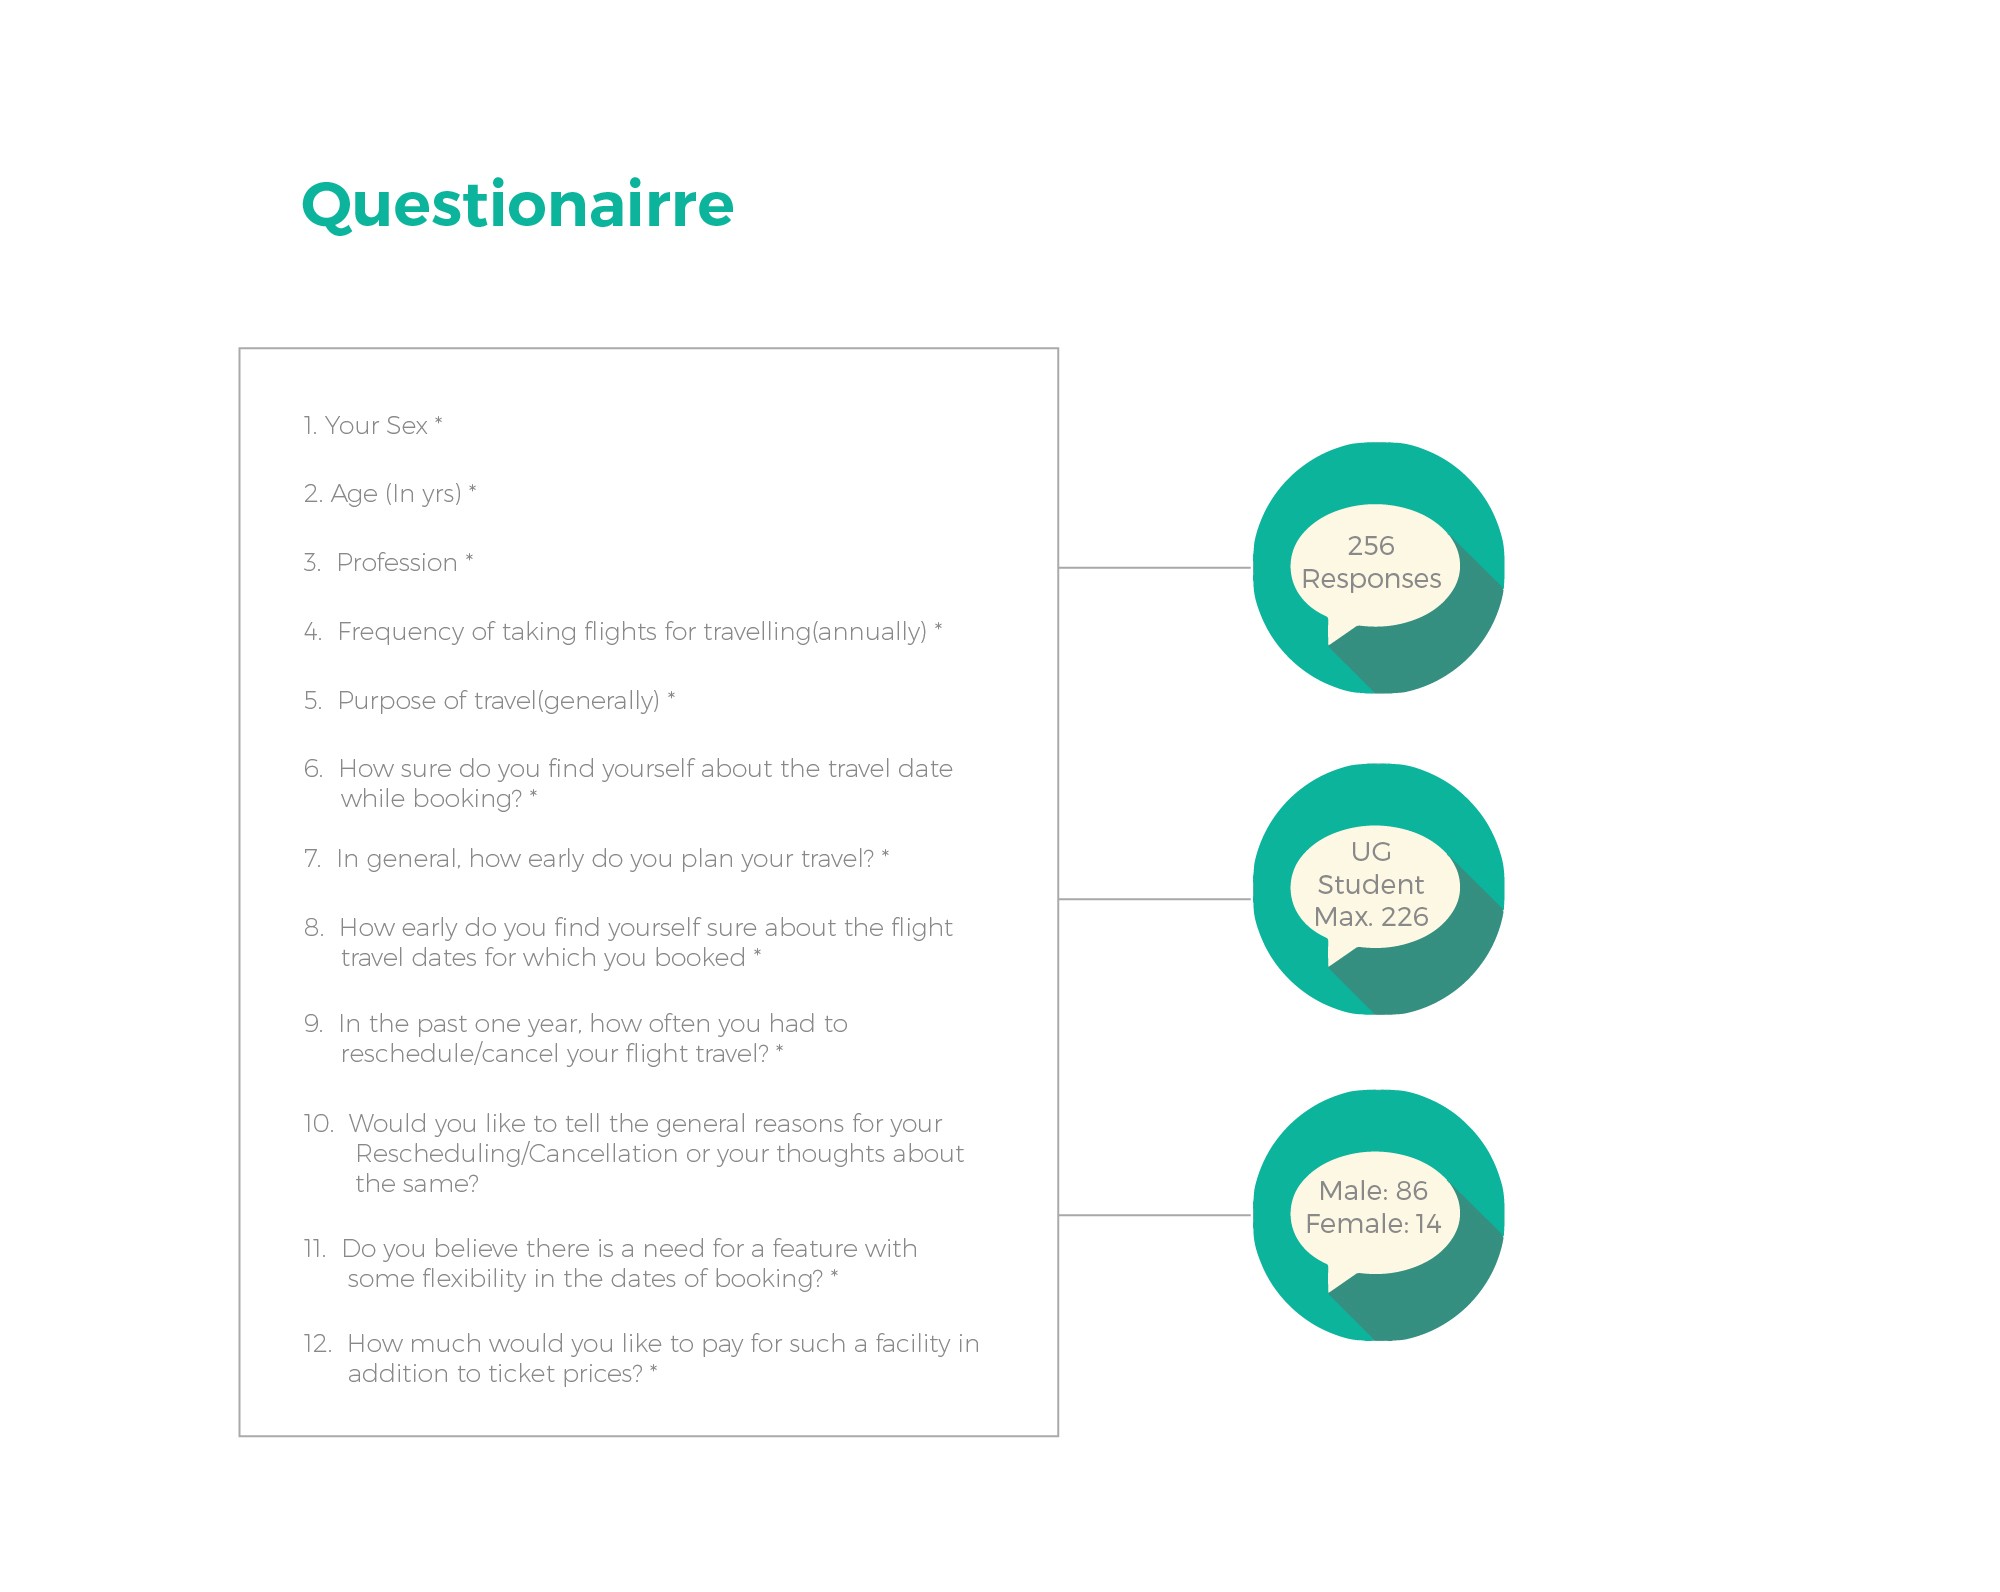 Questionairre
1. Your Sex *
2. Age (In yrs) *
3. Profession *
4. Frequency of taking flights for travelling(annually) *
5. Purpose of travel(generally) *
6. How sure do you find yourself about the travel date
while booking? *
7. In general, how early do you plan your travel? *
8. How early do you find yourself sure about the flight
travel dates for which you booked *
9. In the past one year, how often you had to
reschedule/cancel your flight travel? *
10. Would you like to tell the general reasons for your
Rescheduling/Cancellation or your thoughts about
the same?
11. Do you believe there is a need for a feature with
some flexibility in the dates of booking? *
12. How much would you like to pay for such a facility in
addition to ticket prices? *
256
Responses
UG
Student
Max. 226
Male: 86
Female: 14